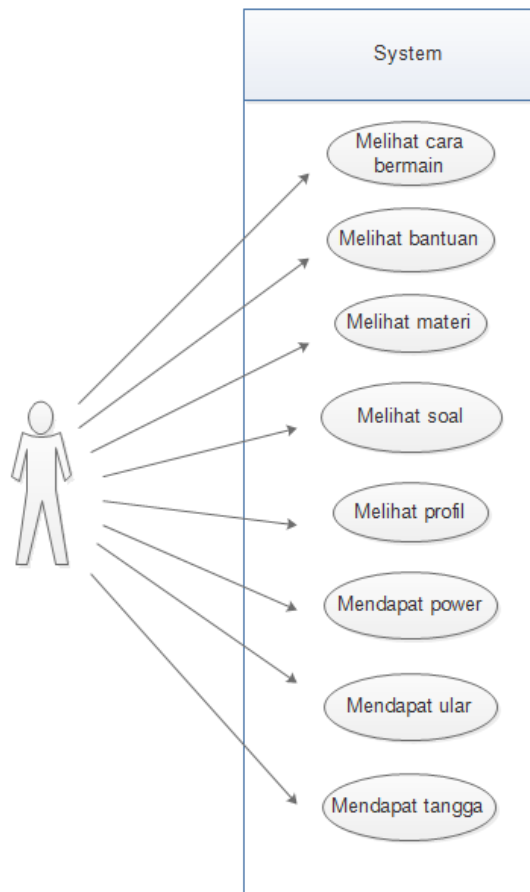 System
Melihat cara
bermain
Melihat bantuan
Melihat materi
Melihat soal
Melihat profil
Mendapat power
Mendapat ular
Mendapat tangga